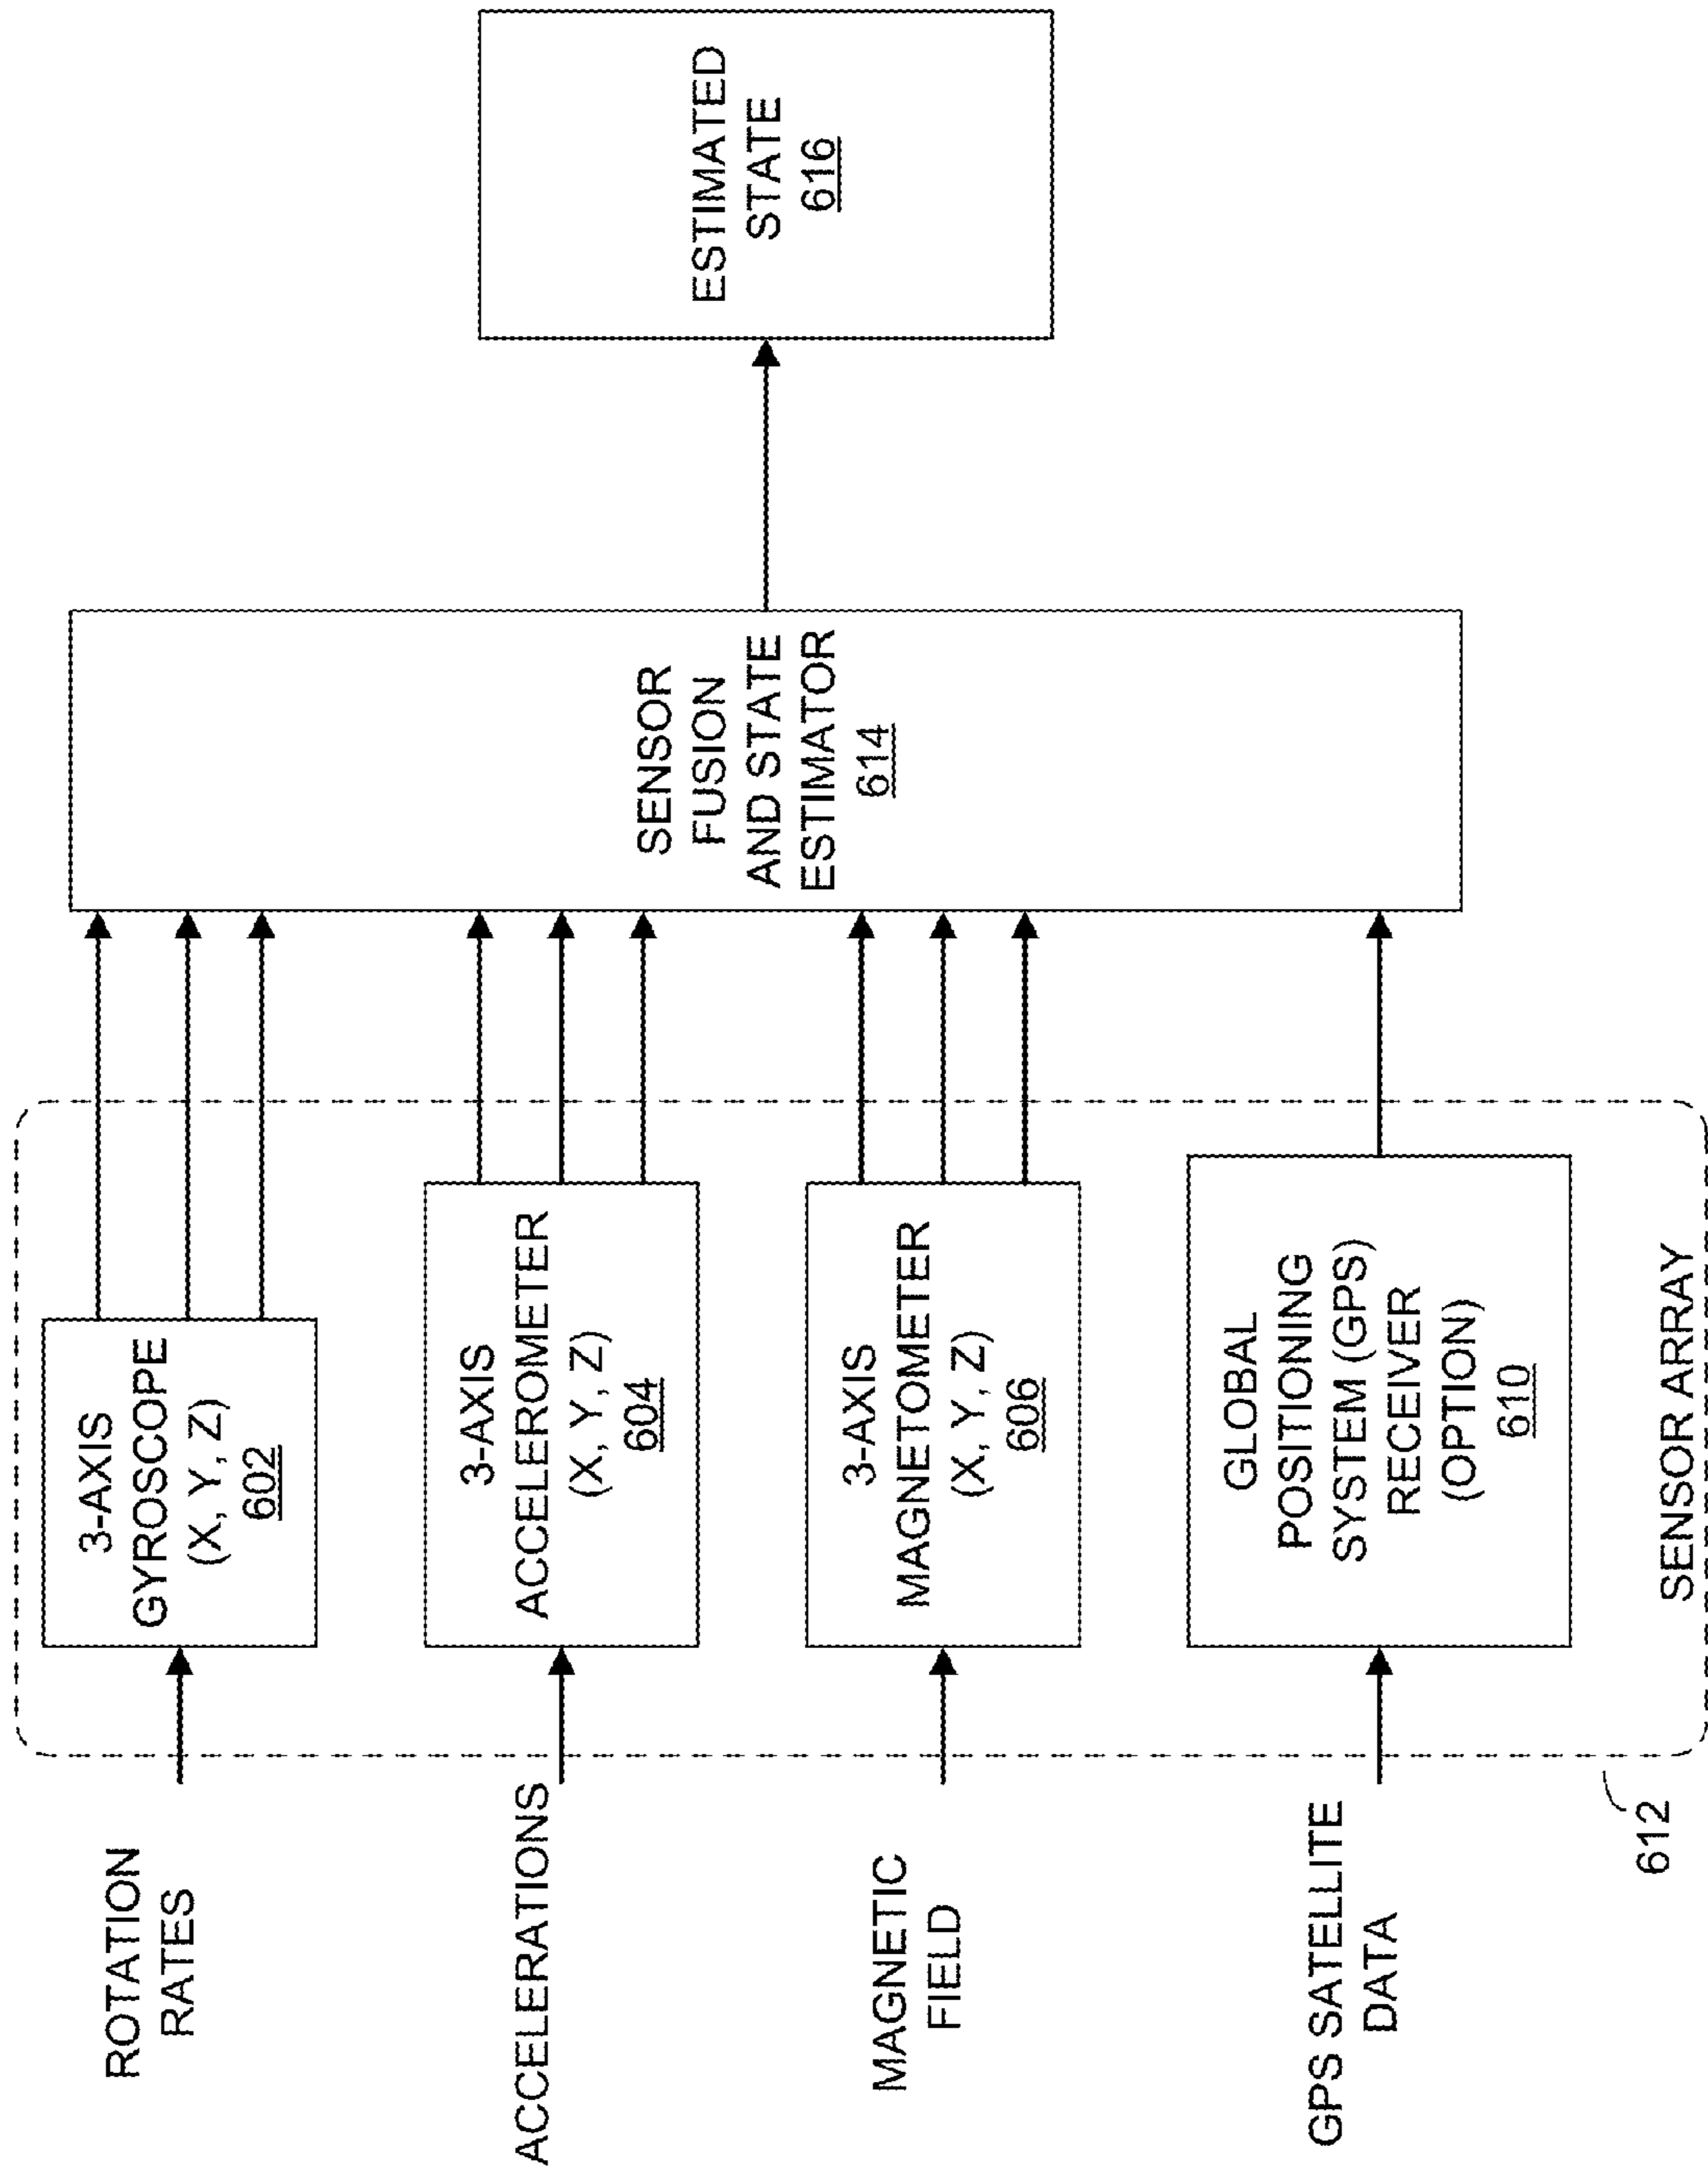 ROTATION
RATES
3-AXIS
GYROSCOPE
(X, Y, Z)
602
ACCELERATIONS
3-AXIS
ACCELEROMETER
(X, Y, Z)
604
MAGNETIC
FIELD
3-AXIS
MAGNETOMETER
(X, Y, Z)
606
GPS SATELLITE
DATA
GLOBAL
POSITIONING
SYSTEM (GPS)
RECEIVER
(OPTION)
610
612
SENSOR ARRAY
SENSOR
FUSION
AND STATE
ESTIMATOR
614
ESTIMATED
STATE
616